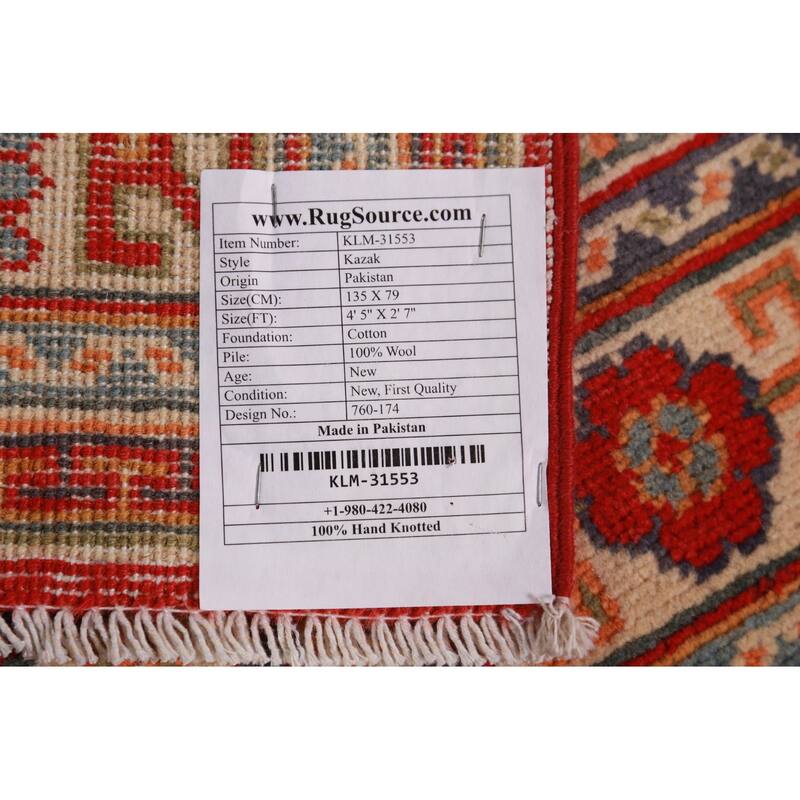 www.RugSource.com
Item Number: KLM-31553
Style Kazak
Origin Pakistan
Size(CM): 135 X 79
Size(FT): 4' 5" X 2' 7"
Foundation: Cotton
Pile: 100% Wool
Age: New
Condition: New, First Quality
Design No.: 760-174
Made in Pakistan
KLM-31553
+1-980-422-4080
100% Hand Knotted